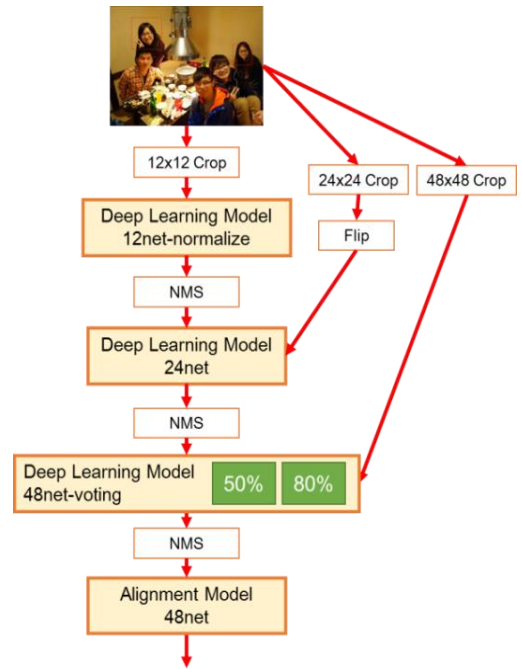 12x12 Crop
24x24 Crop
48x48 Crop
Deep Learning Model
12net-normalize
Flip
NMS
Deep Learning Model
24net
NMS
Deep Learning Model
48net-voting
50%
80%
NMS
Alignment Model
48net